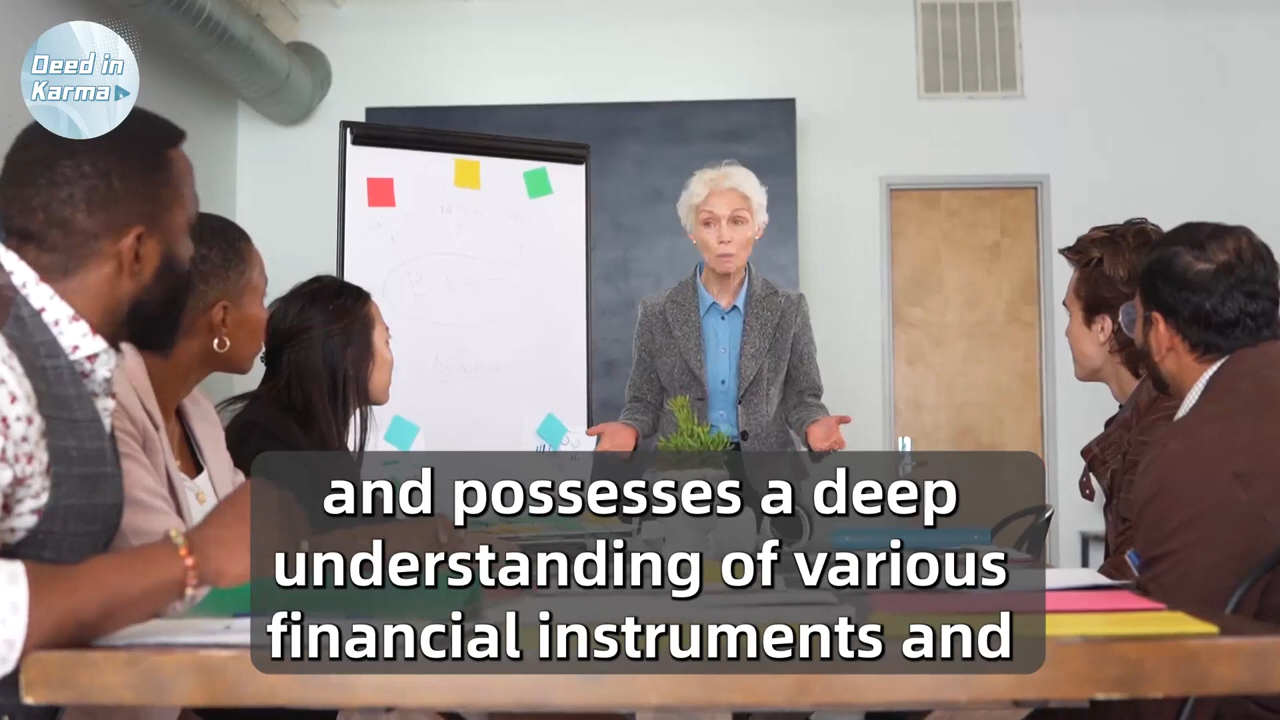 Deed in
Karma
and possesses a deep
understanding of various
financial instruments and